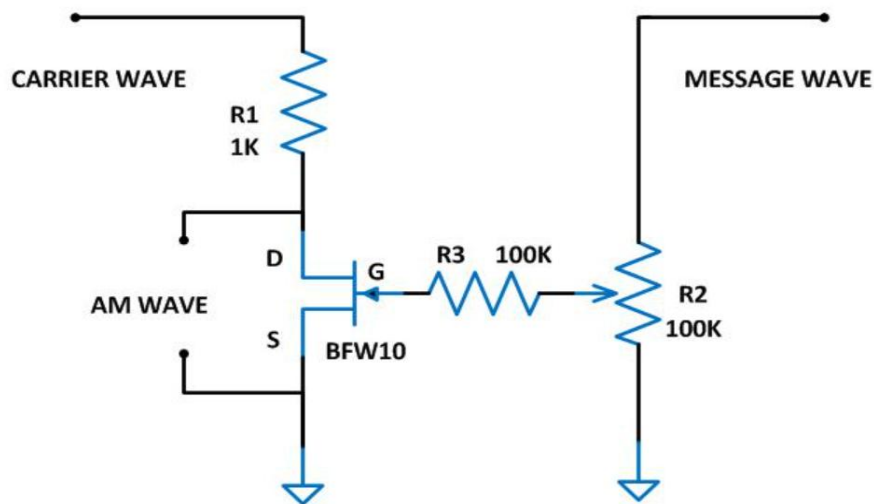 CARRIER WAVE
MESSAGE WAVE
R1
1K
D
G
R3 100K
R2
100K
AM WAVE
S
BFW10